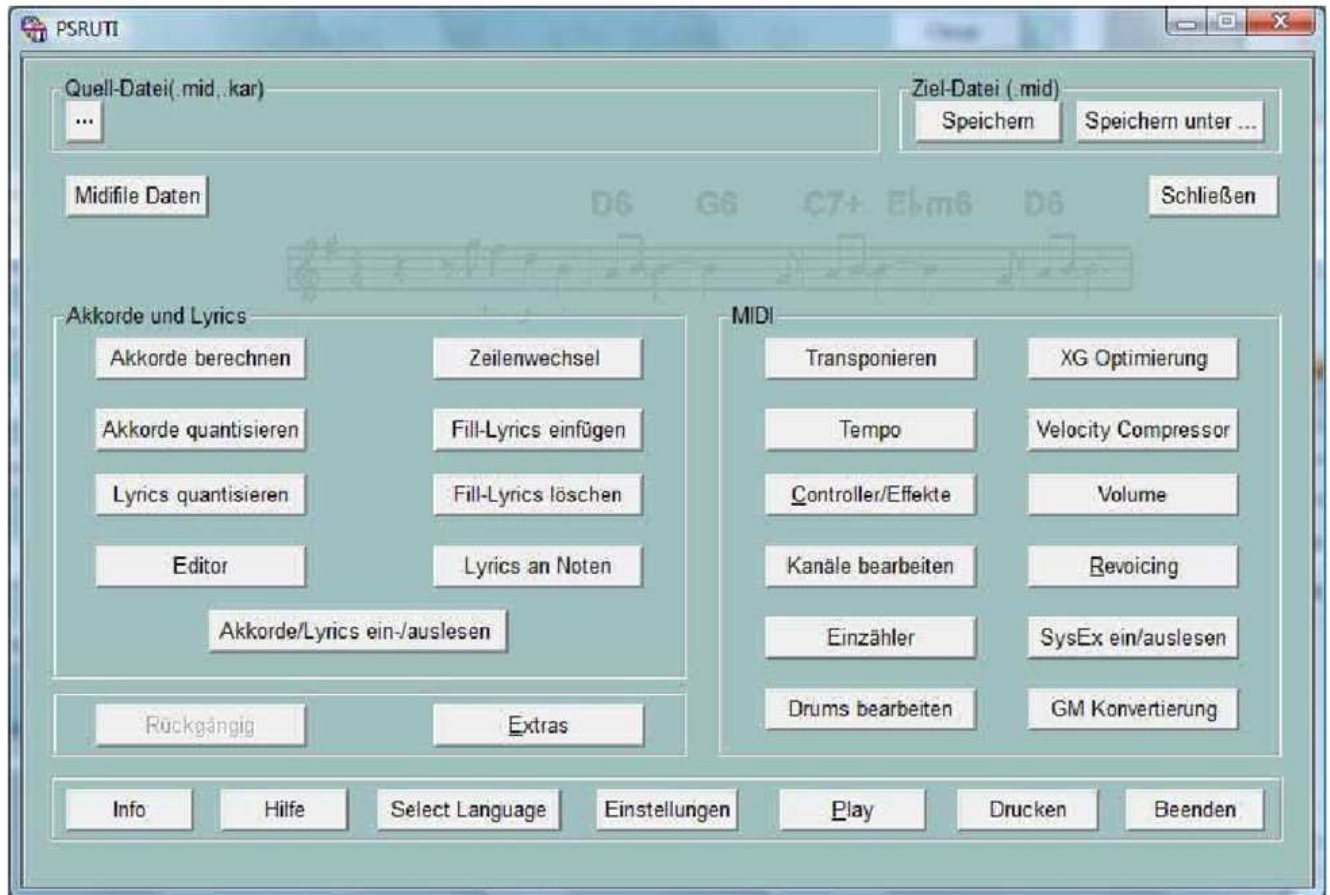 PSRUTI
Quell-Datei(.mid,.kar)
Ziel-Datei (.mid)
...
Speichern
Speichern unter ...
Midifile Daten
Schließen
D6 G6 C7+ E♭m6 D6
Akkorde und Lyrics
MIDI
Akkorde berechnen
Zeilenwechsel
Transponieren
XG Optimierung
Akkorde quantisieren
Fill-Lyrics einfügen
Tempo
Velocity Compressor
Lyrics quantisieren
Fill-Lyrics löschen
Controller/Effekte
Volume
Editor
Lyrics an Noten
Kanäle bearbeiten
Revoicing
Akkorde/Lyrics ein-/auslesen
Einzähler
SysEx ein/auslesen
Rückgängig
Extras
Drums bearbeiten
GM Konvertierung
Info
Hilfe
Select Language
Einstellungen
Play
Drucken
Beenden